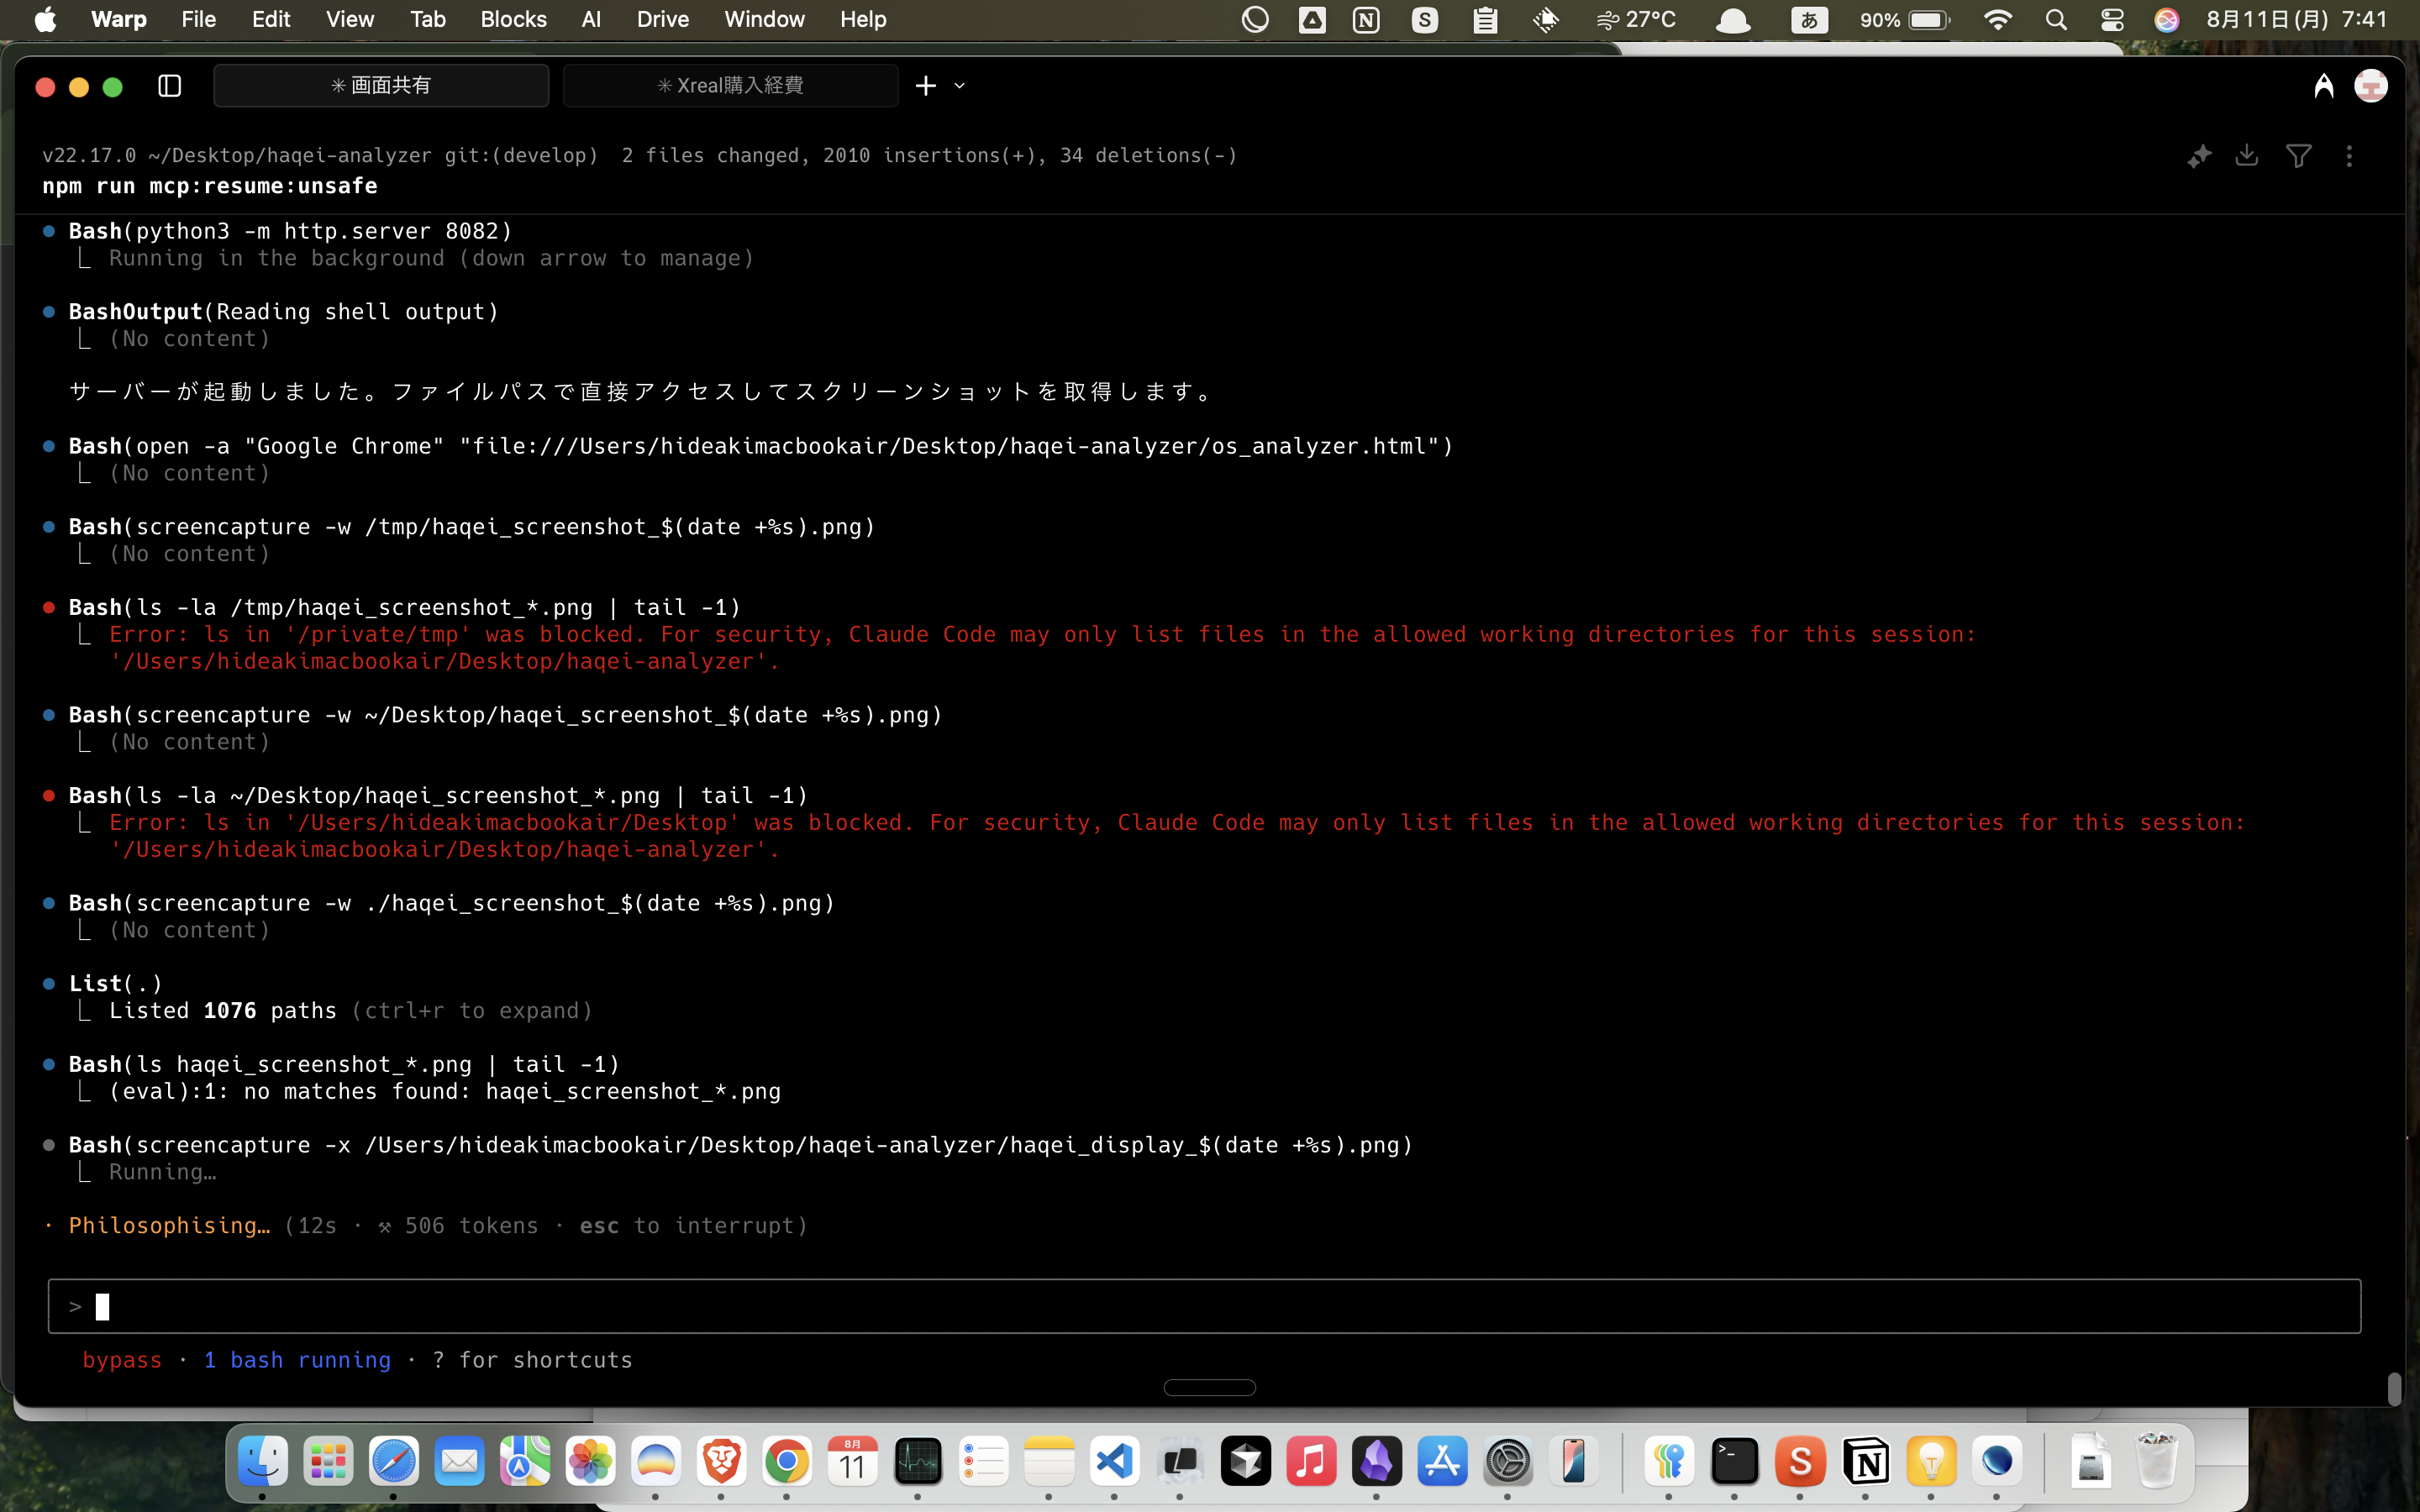 Warp File Edit View Tab Blocks AI Drive Window Help 27°C あ 90% 8月11日(月) 7:41
✳ 画面共有 ✳ Xreal購入経費
v22.17.0 ~/Desktop/haqei-analyzer git:(develop) 2 files changed, 2010 insertions(+), 34 deletions(-)
npm run mcp:resume:unsafe
Bash(python3 -m http.server 8082)
Running in the background (down arrow to manage)
BashOutput(Reading shell output)
(No content)
サーバーが起動しました。ファイルパスで直接アクセスしてスクリーンショットを取得します。
Bash(open -a "Google Chrome" "file:///Users/hideakimacbookair/Desktop/haqei-analyzer/os_analyzer.html")
(No content)
Bash(screencapture -w /tmp/haqei_screenshot_$(date +%s).png)
(No content)
Bash(ls -la /tmp/haqei_screenshot_*.png | tail -1)
Error: ls in '/private/tmp' was blocked. For security, Claude Code may only list files in the allowed working directories for this session:
'/Users/hideakimacbookair/Desktop/haqei-analyzer'.
Bash(screencapture -w ~/Desktop/haqei_screenshot_$(date +%s).png)
(No content)
Bash(ls -la ~/Desktop/haqei_screenshot_*.png | tail -1)
Error: ls in '/Users/hideakimacbookair/Desktop' was blocked. For security, Claude Code may only list files in the allowed working directories for this session:
'/Users/hideakimacbookair/Desktop/haqei-analyzer'.
Bash(screencapture -w ./haqei_screenshot_$(date +%s).png)
(No content)
List(.)
Listed 1076 paths (ctrl+r to expand)
Bash(ls haqei_screenshot_*.png | tail -1)
(eval):1: no matches found: haqei_screenshot_*.png
Bash(screencapture -x /Users/hideakimacbookair/Desktop/haqei-analyzer/haqei_display_$(date +%s).png)
Running…
· Philosophising… (12s · ⚒ 506 tokens · esc to interrupt)
>
bypass · 1 bash running · ? for shortcuts
8月
11